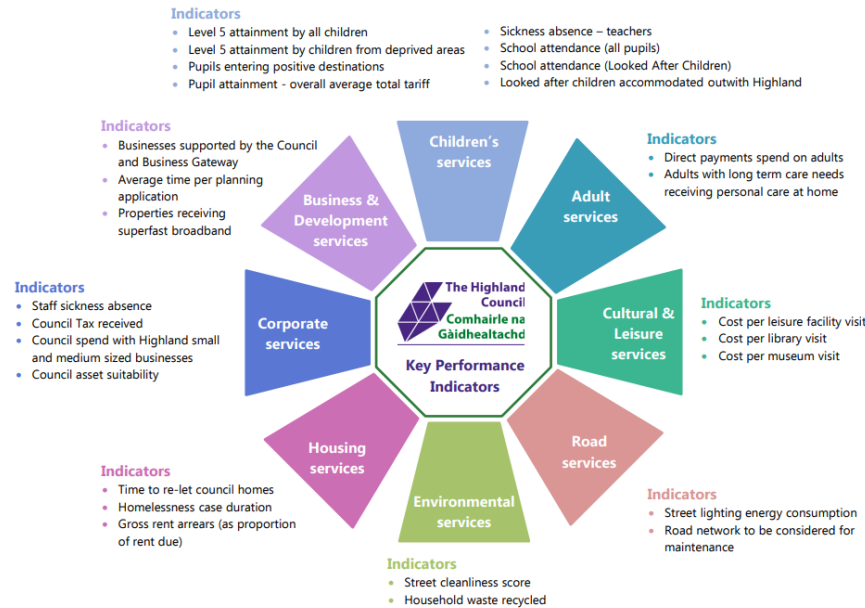 Indicators
• Level 5 attainment by all children
• Level 5 attainment by children from deprived areas
• Pupils entering positive destinations
• Pupil attainment - overall average total tariff
• Sickness absence – teachers
• School attendance (all pupils)
• School attendance (Looked After Children)
• Looked after children accommodated outwith Highland
Children's
services
Indicators
• Businesses supported by the Council
and Business Gateway
• Average time per planning
application
• Properties receiving
superfast broadband
Business &
Development
services
Indicators
• Direct payments spend on adults
• Adults with long term care needs
receiving personal care at home
Adult
services
Indicators
• Staff sickness absence
• Council Tax received
• Council spend with Highland small
and medium sized businesses
• Council asset suitability
Corporate
services
The Highland
Council
Comhairle na
Gàidhealtachd
Key Performance
Indicators
Cultural &
Leisure
services
Indicators
• Cost per leisure facility visit
• Cost per library visit
• Cost per museum visit
Housing
services
Indicators
• Time to re-let council homes
• Homelessness case duration
• Gross rent arrears (as proportion
of rent due)
Environmental
services
Indicators
• Street cleanliness score
• Household waste recycled
Road
services
Indicators
• Street lighting energy consumption
• Road network to be considered for
maintenance